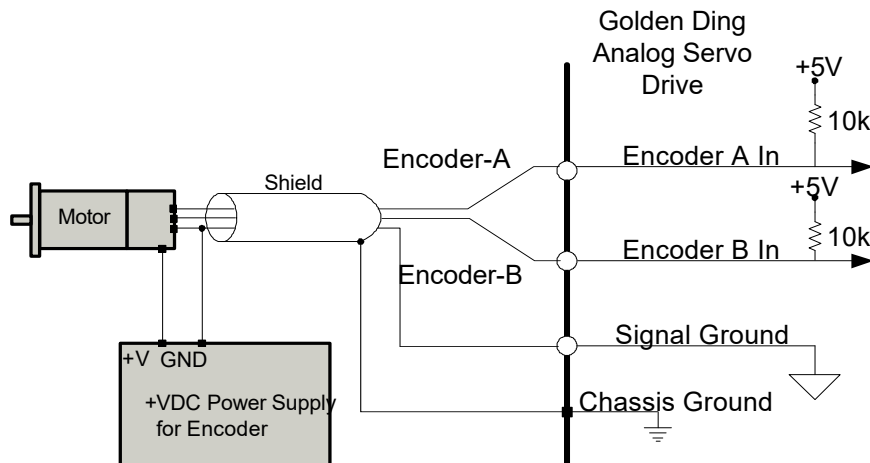 Golden Ding
Analog Servo
Drive
+5V
10k
Encoder-A
Encoder A In
Shield
+5V
Motor
10k
Encoder-B
Encoder B In
Signal Ground
+V GND
+VDC Power Supply
for Encoder
Chassis Ground